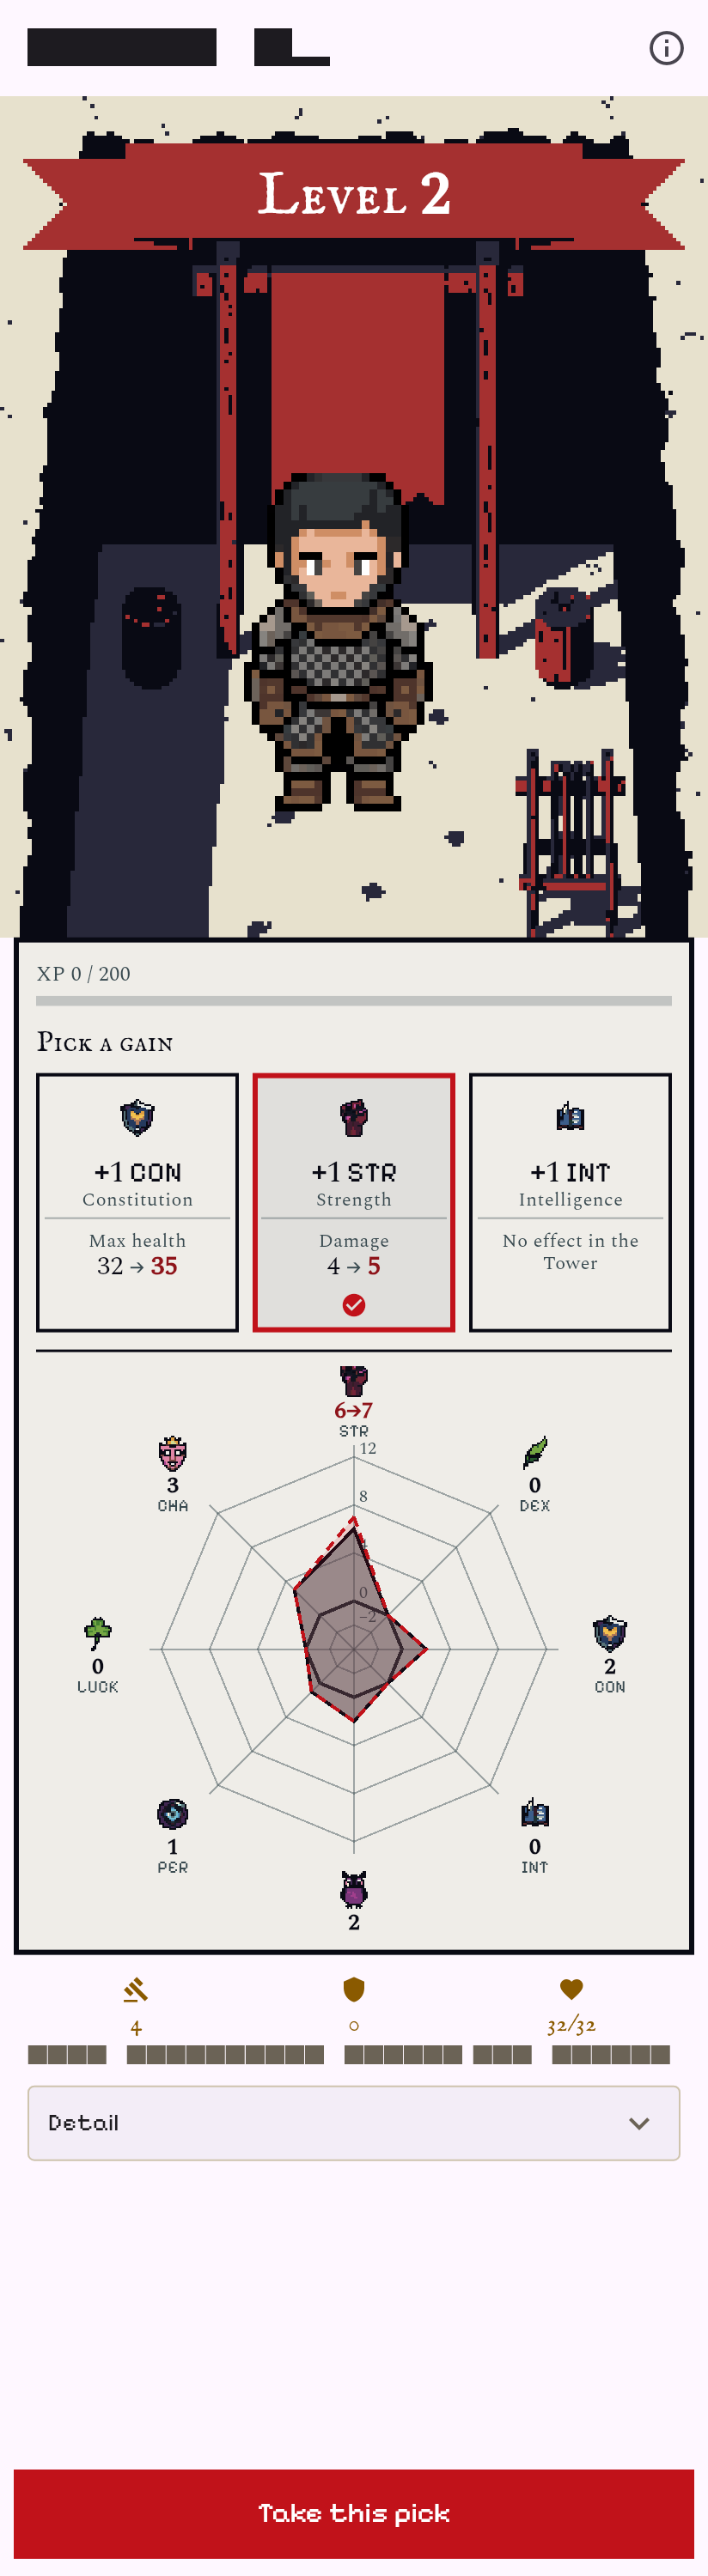 Level 2
XP 0 / 200
Pick a gain
+1 CON
Constitution
Max health
32 → 35
+1 STR
Strength
Damage
4 → 5
+1 INT
Intelligence
No effect in the
Tower
6→7
STR
12
8
4
0
-2
3
CHA
0
DEX
0
LUCK
2
CON
1
PER
0
INT
2
4
0
32/32
Detail
Take this pick